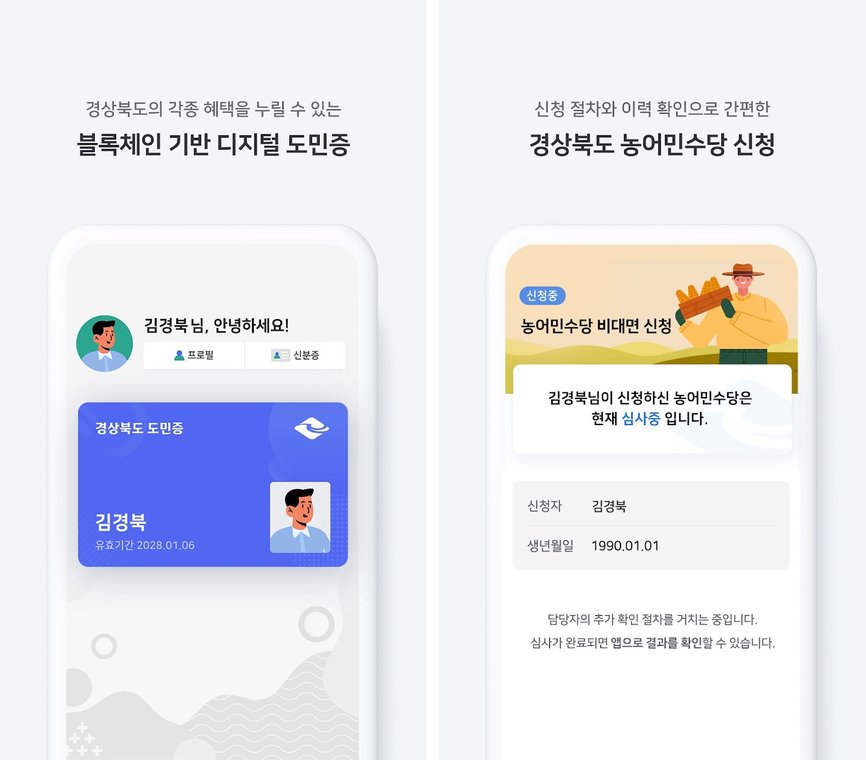 경상북도의 각종 혜택을 누릴 수 있는
블록체인 기반 디지털 도민증
김경북 님, 안녕하세요!
프로필
신분증
경상북도 도민증
김경북
유효기간 2028.01.06
신청 절차와 이력 확인으로 간편한
경상북도 농어민수당 신청
신청중
농어민수당 비대면 신청
김경북님이 신청하신 농어민수당은
현재 심사중 입니다.
신청자 김경북
생년월일 1990.01.01
담당자의 추가 확인 절차를 거치는 중입니다.
심사가 완료되면 앱으로 결과를 확인할 수 있습니다.